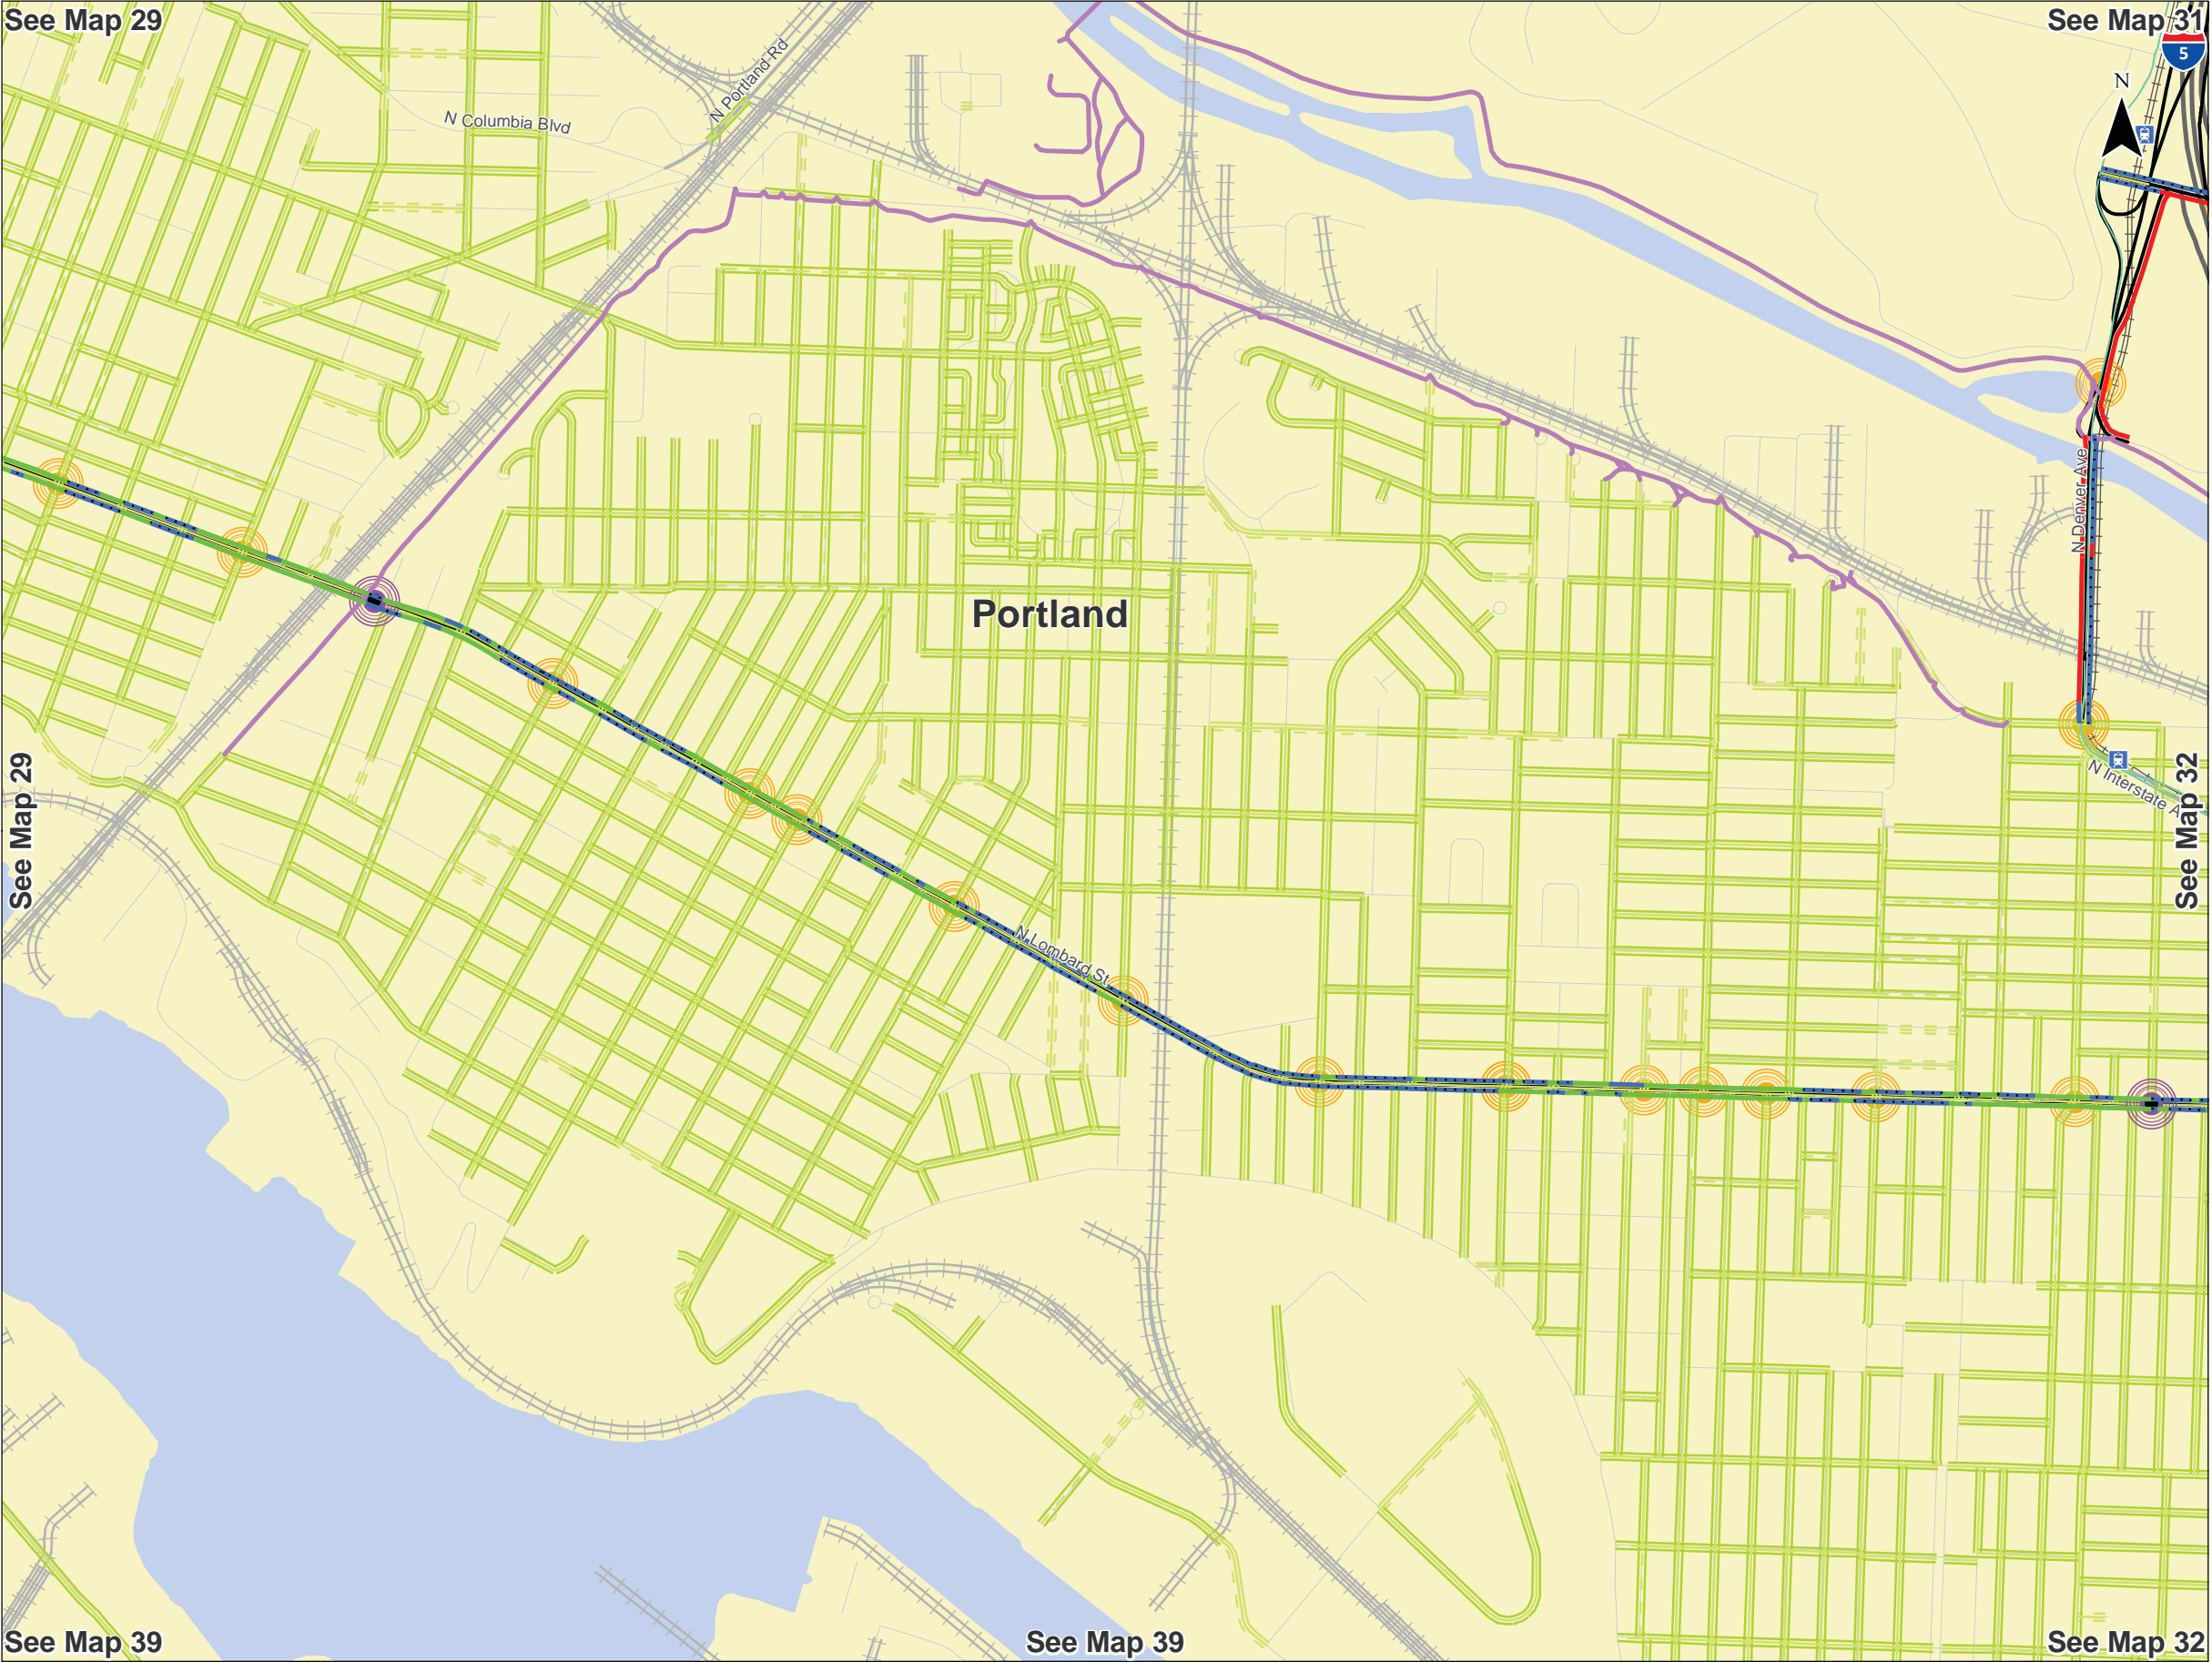 See Map 29
See Map 31
5
N
N Portland Rd
N Columbia Blvd
N Denver Ave
Portland
See Map 29
See Map 32
N Interstate A
N Lombard St
See Map 39
See Map 39
See Map 32